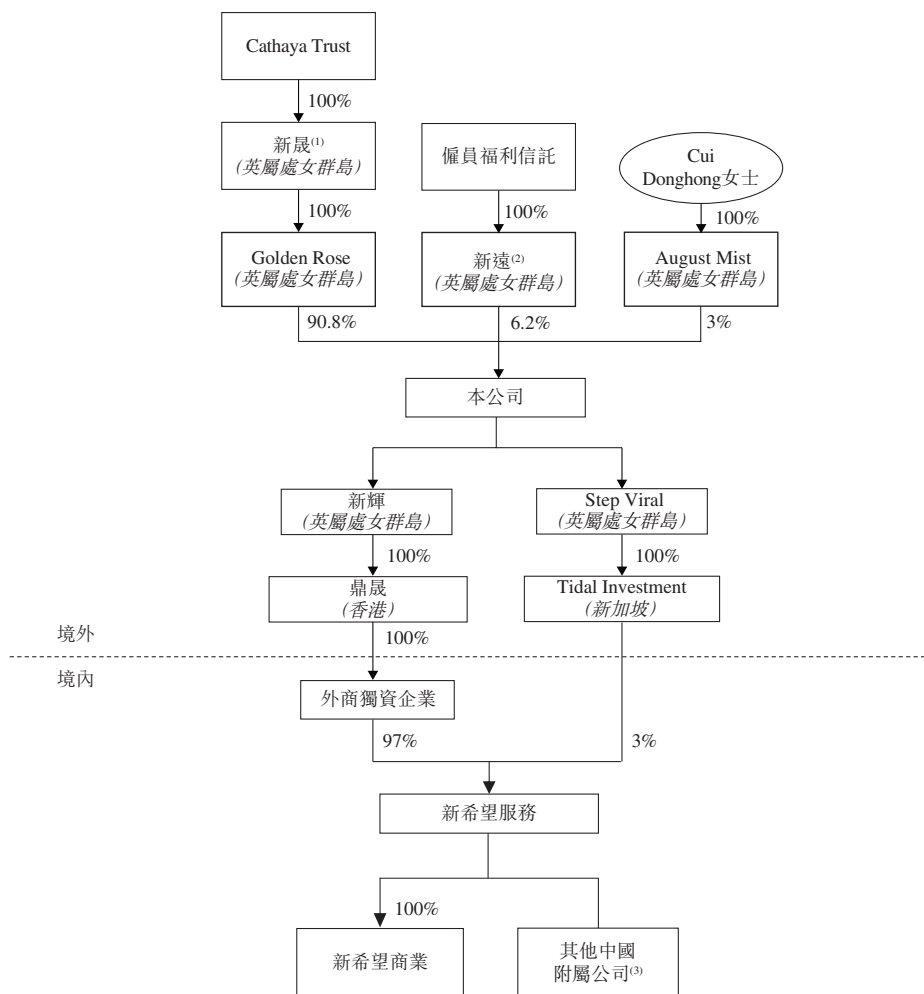 Cathaya Trust
100%
新晟(1)
(英屬處女群島)
僱員福利信託
Cui
Donghong女士
100%
100%
100%
Golden Rose
(英屬處女群島)
新遠(2)
(英屬處女群島)
August Mist
(英屬處女群島)
90.8%
6.2%
3%
本公司
新輝
(英屬處女群島)
Step Viral
(英屬處女群島)
100%
100%
鼎晟
(香港)
Tidal Investment
(新加坡)
境外
100%
境內
外商獨資企業
97%
3%
新希望服務
100%
新希望商業
其他中國
附屬公司(3)